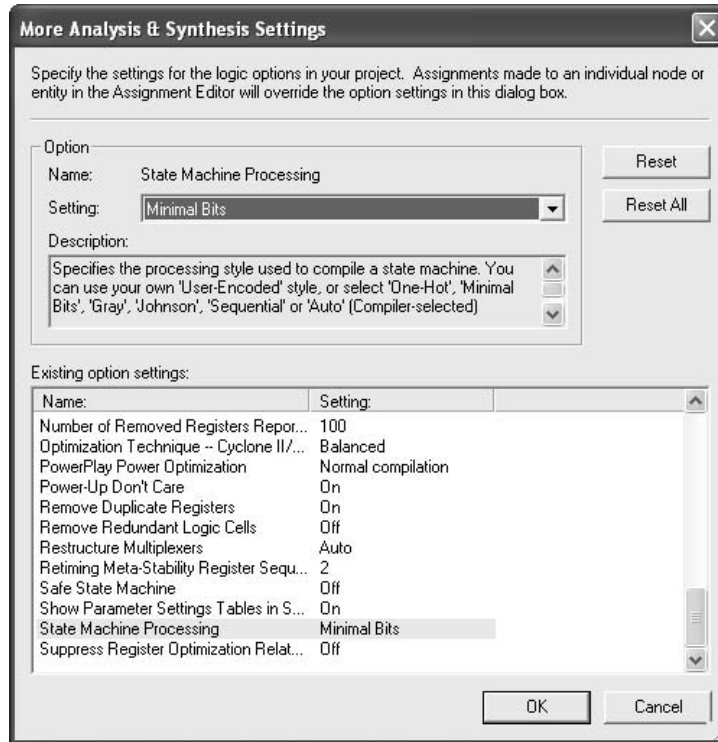 More Analysis & Synthesis Settings
Specify the settings for the logic options in your project. Assignments made to an individual node or
entity in the Assignment Editor will override the option settings in this dialog box.
Option
Name: State Machine Processing
Setting: Minimal Bits
Description:
Specifies the processing style used to compile a state machine. You
can use your own 'User-Encoded' style, or select 'One-Hot', 'Minimal
Bits', 'Gray', 'Johnson', 'Sequential' or 'Auto' (Compiler-selected)
Reset
Reset All
Existing option settings:
Name: Setting:
Number of Removed Registers Repor... 100
Optimization Technique -- Cyclone II/... Balanced
PowerPlay Power Optimization Normal compilation
Power-Up Don't Care On
Remove Duplicate Registers On
Remove Redundant Logic Cells Off
Restructure Multiplexers Auto
Retiming Meta-Stability Register Sequ... 2
Safe State Machine Off
Show Parameter Settings Tables in S... On
State Machine Processing Minimal Bits
Suppress Register Optimization Relat... Off
OK Cancel